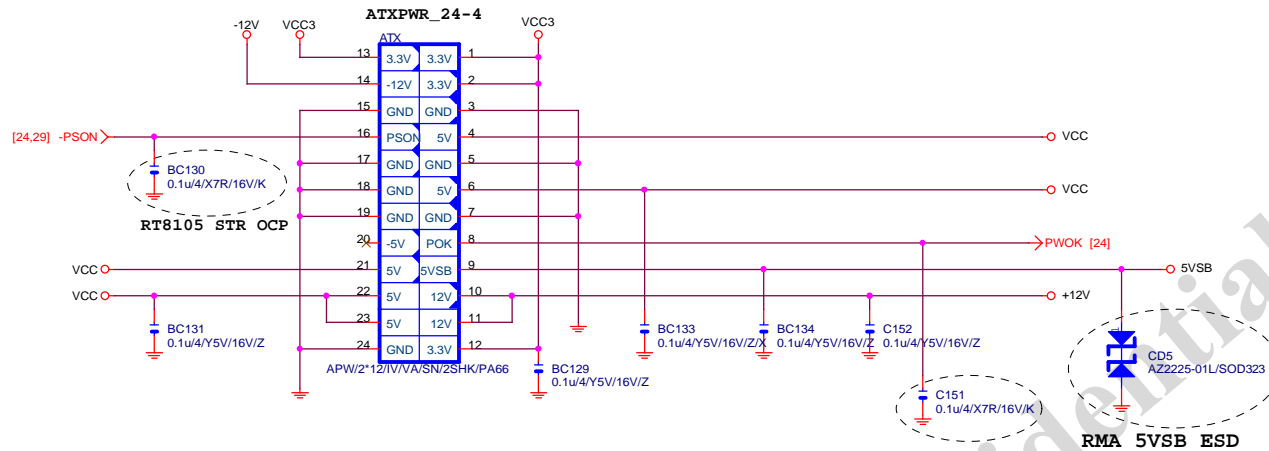 ATXPWR_24-4
-12V VCC3 VCC3
ATX
13 3.3V 3.3V 1
14 -12V 3.3V 2
15 GND GND 3
[24,29] -PSON 16 PSON 5V 4 VCC
17 GND GND 5
18 GND 5V 6 VCC
19 GND GND 7
20 -5V POK 8 PWOK [24]
VCC 21 5V 5VSB 9 5VSB
VCC 22 5V 12V 10 +12V
23 5V 12V 11
24 GND 3.3V 12
APW/2*12/IV/VA/SN/2SHK/PA66
BC130
0.1u/4/X7R/16V/K
RT8105 STR OCP
BC131
0.1u/4/Y5V/16V/Z
BC129
0.1u/4/Y5V/16V/Z
BC133
0.1u/4/Y5V/16V/Z/X
BC134
0.1u/4/Y5V/16V/Z
C152
0.1u/4/Y5V/16V/Z
C151
0.1u/4/X7R/16V/K
CD5
AZ2225-01L/SOD323
RMA 5VSB ESD
idential